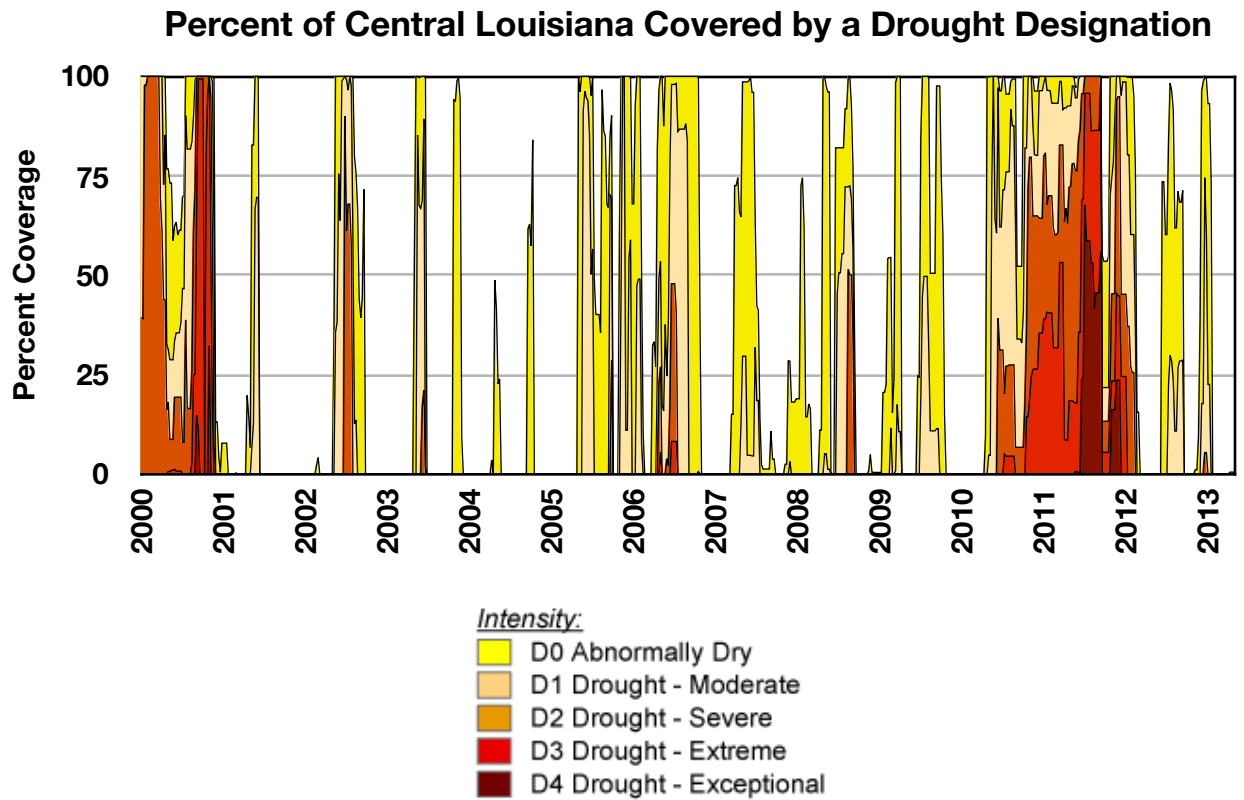 Percent of Central Louisiana Covered by a Drought Designation
Percent Coverage
100
75
50
25
0
2000
2001
2002
2003
2004
2005
2006
2007
2008
2009
2010
2011
2012
2013
Intensity:
D0 Abnormally Dry
D1 Drought - Moderate
D2 Drought - Severe
D3 Drought - Extreme
D4 Drought - Exceptional